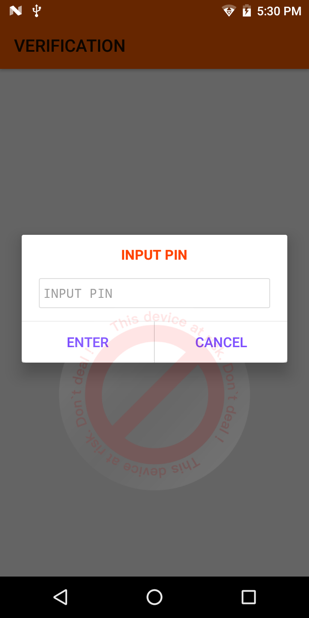 5:30 PM
VERIFICATION
INPUT PIN
INPUT PIN
ENTER
CANCEL
This device at
k. Don't deal !
This device at risk. Don't deal !